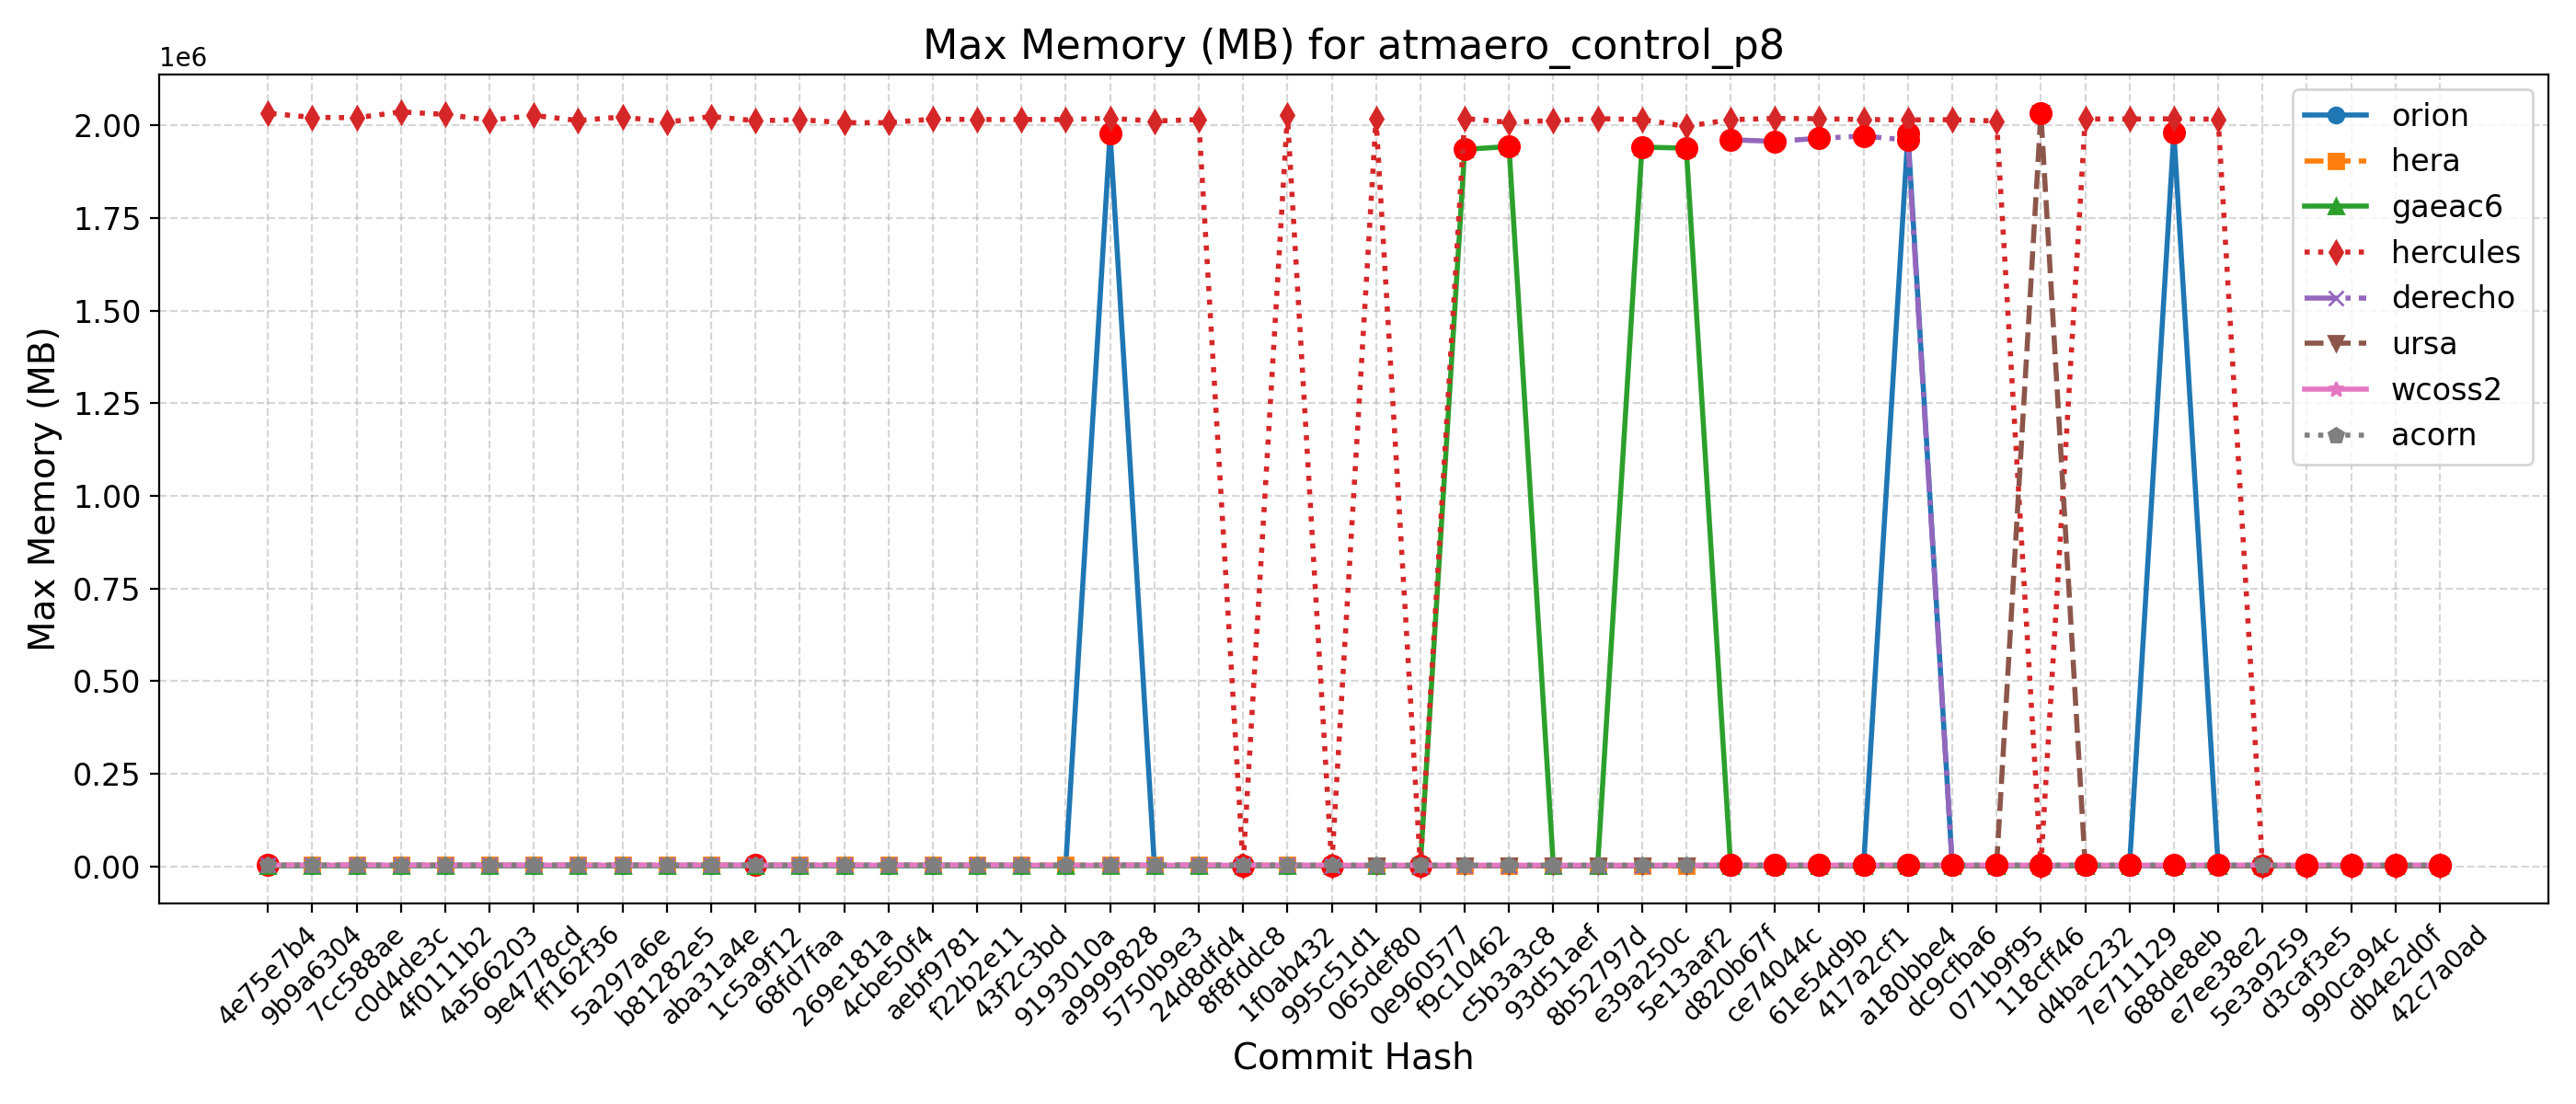 Max Memory (MB) for atmaero_control_p8
1e6
2.00
1.75
1.50
1.25
1.00
0.75
0.50
0.25
0.00
Max Memory (MB)
orion
hera
gaeac6
hercules
derecho
ursa
wcoss2
acorn
4e75e7b4
9b9a6304
7cc588ae
c0d4de3c
4f0111b2
4a566203
9e4778cd
ff162f36
5a297a6e
b81282e5
aba31a4e
1c5a9f12
68fd7faa
269e181a
4cbe50f4
aebf9781
f22b2e11
43f2c3bd
9193010a
a9999828
5750b9e3
24d8dfd4
8f8fddc8
1f0ab432
995c51d1
065def80
0e960577
f9c10462
c5b3a3c8
93d51aef
8b52797d
e39a250c
5e13aaf2
d820b67f
ce74044c
61e54d9b
417a2cf1
a180bbe4
dc9cfba6
071b9f95
118cff46
d4bac232
7e711129
688de8eb
e7ee38e2
5e3a9259
d3caf3e5
990ca94c
db4e2d0f
42c7a0ad
Commit Hash